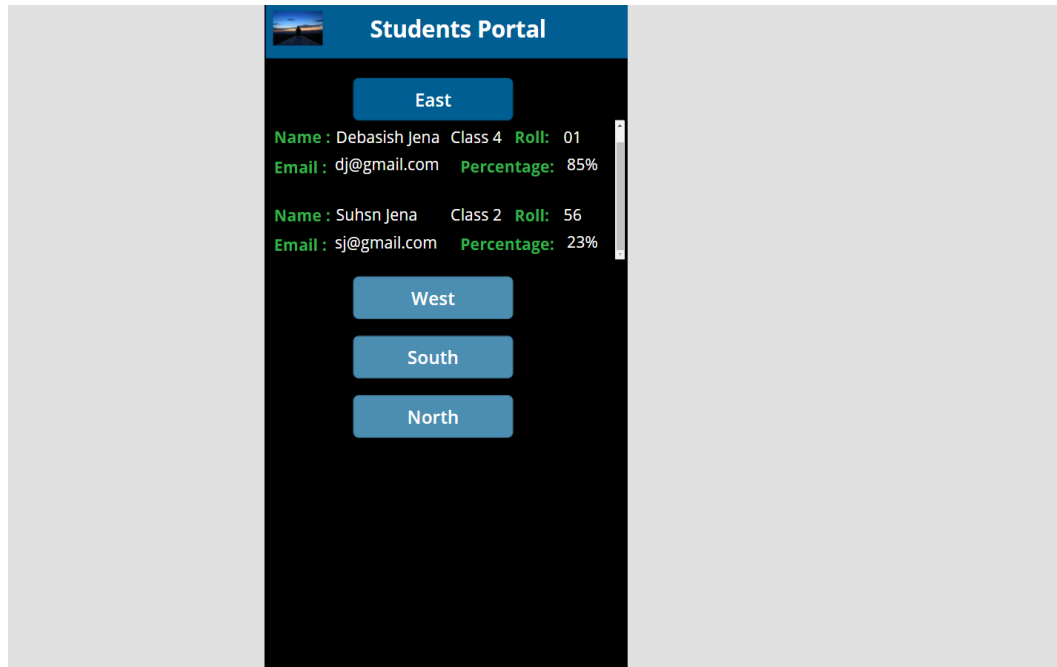 Students Portal
East
Name : Debasish Jena Class 4 Roll: 01
Email : dj@gmail.com Percentage: 85%
Name : Suhsn Jena Class 2 Roll: 56
Email : sj@gmail.com Percentage: 23%
West
South
North